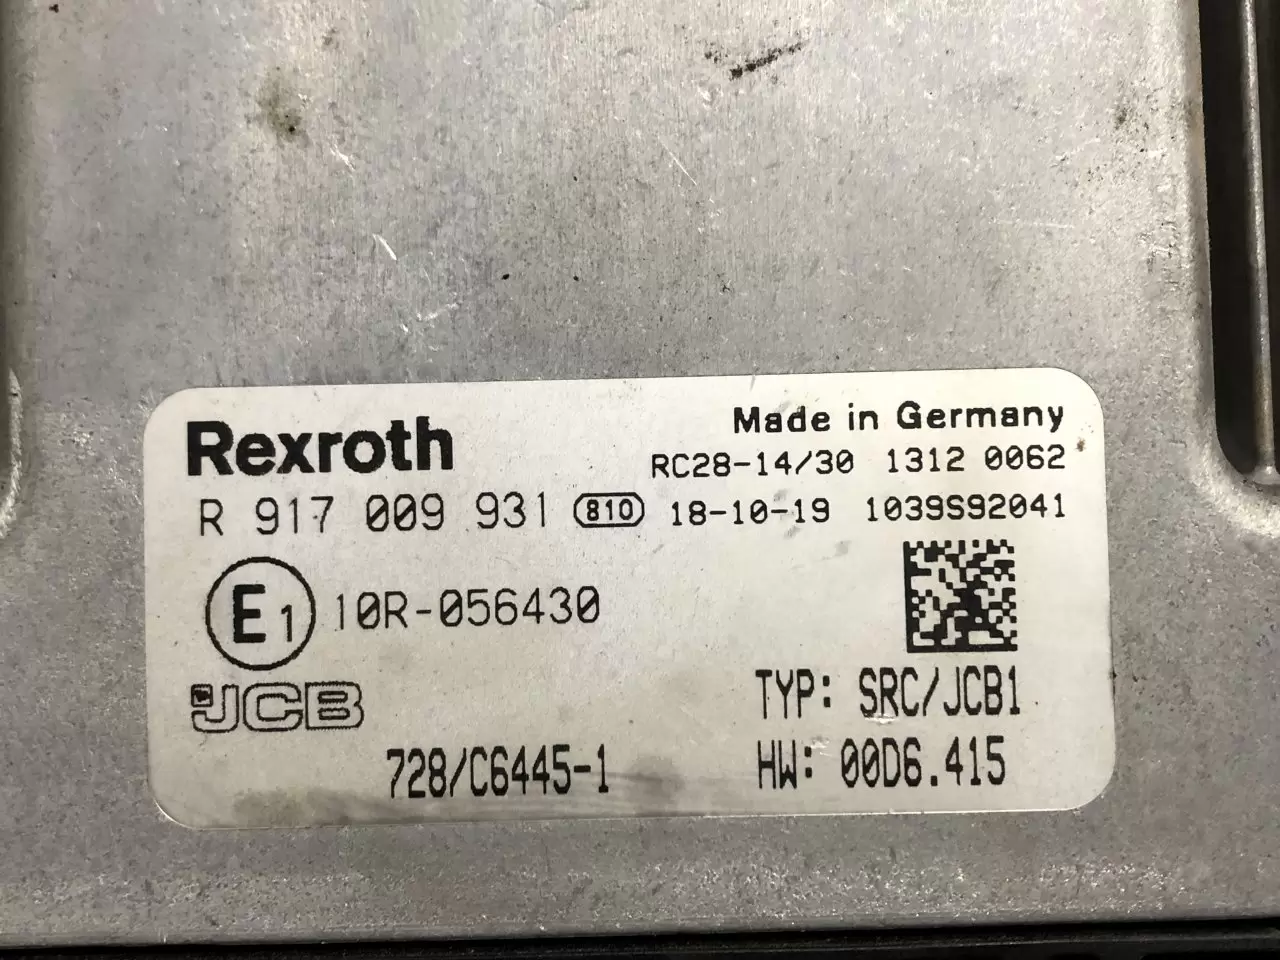 Rexroth
Made in Germany
RC28-14/30 1312 0062
R 917 009 931 810 18-10-19 1039S92041
E1 10R-056430
JCB
TYP: SRC/JCB1
728/C6445-1
HW: 00D6.415